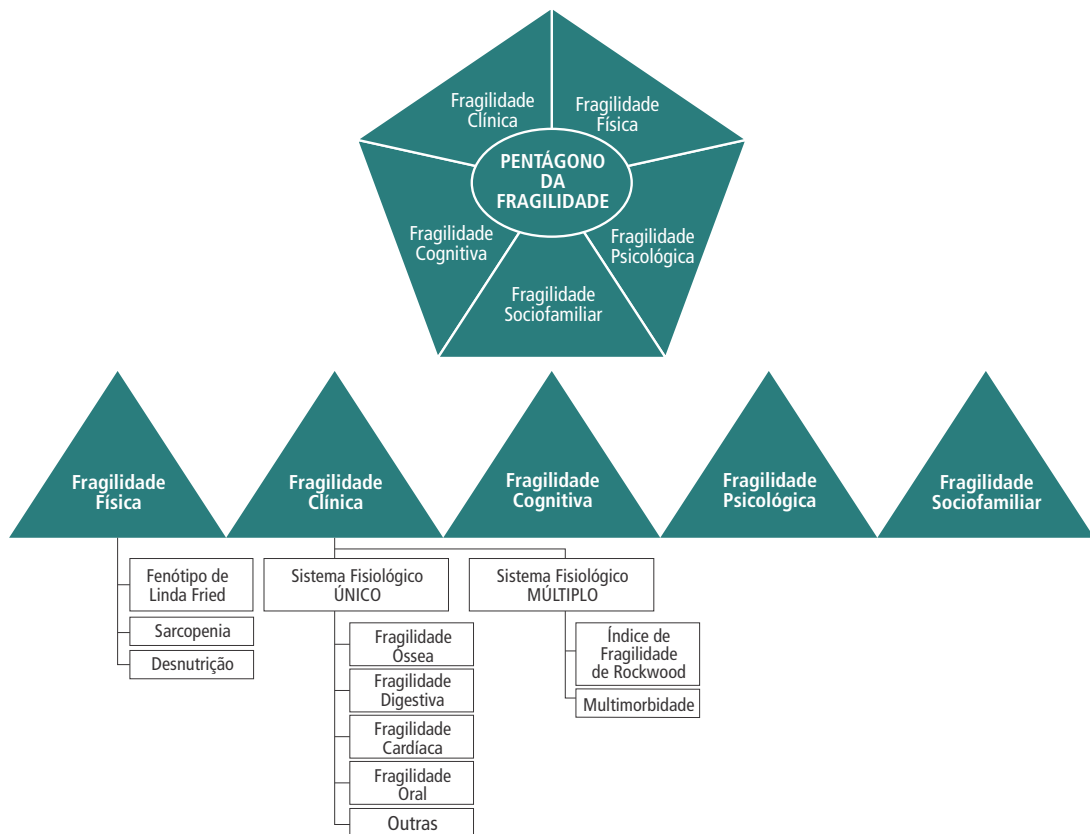 Fragilidade
Clínica
Fragilidade
Física
PENTÁGONO
DA
FRAGILIDADE
Fragilidade
Cognitiva
Fragilidade
Psicológica
Fragilidade
Sociofamiliar
Fragilidade
Física
Fragilidade
Clínica
Fragilidade
Cognitiva
Fragilidade
Psicológica
Fragilidade
Sociofamiliar
Fenótipo de
Linda Fried
Sarcopenia
Desnutrição
Sistema Fisiológico
ÚNICO
Fragilidade
Óssea
Fragilidade
Digestiva
Fragilidade
Cardíaca
Fragilidade
Oral
Outras
Sistema Fisiológico
MÚLTIPLO
Índice de
Fragilidade
de Rockwood
Multimorbidade